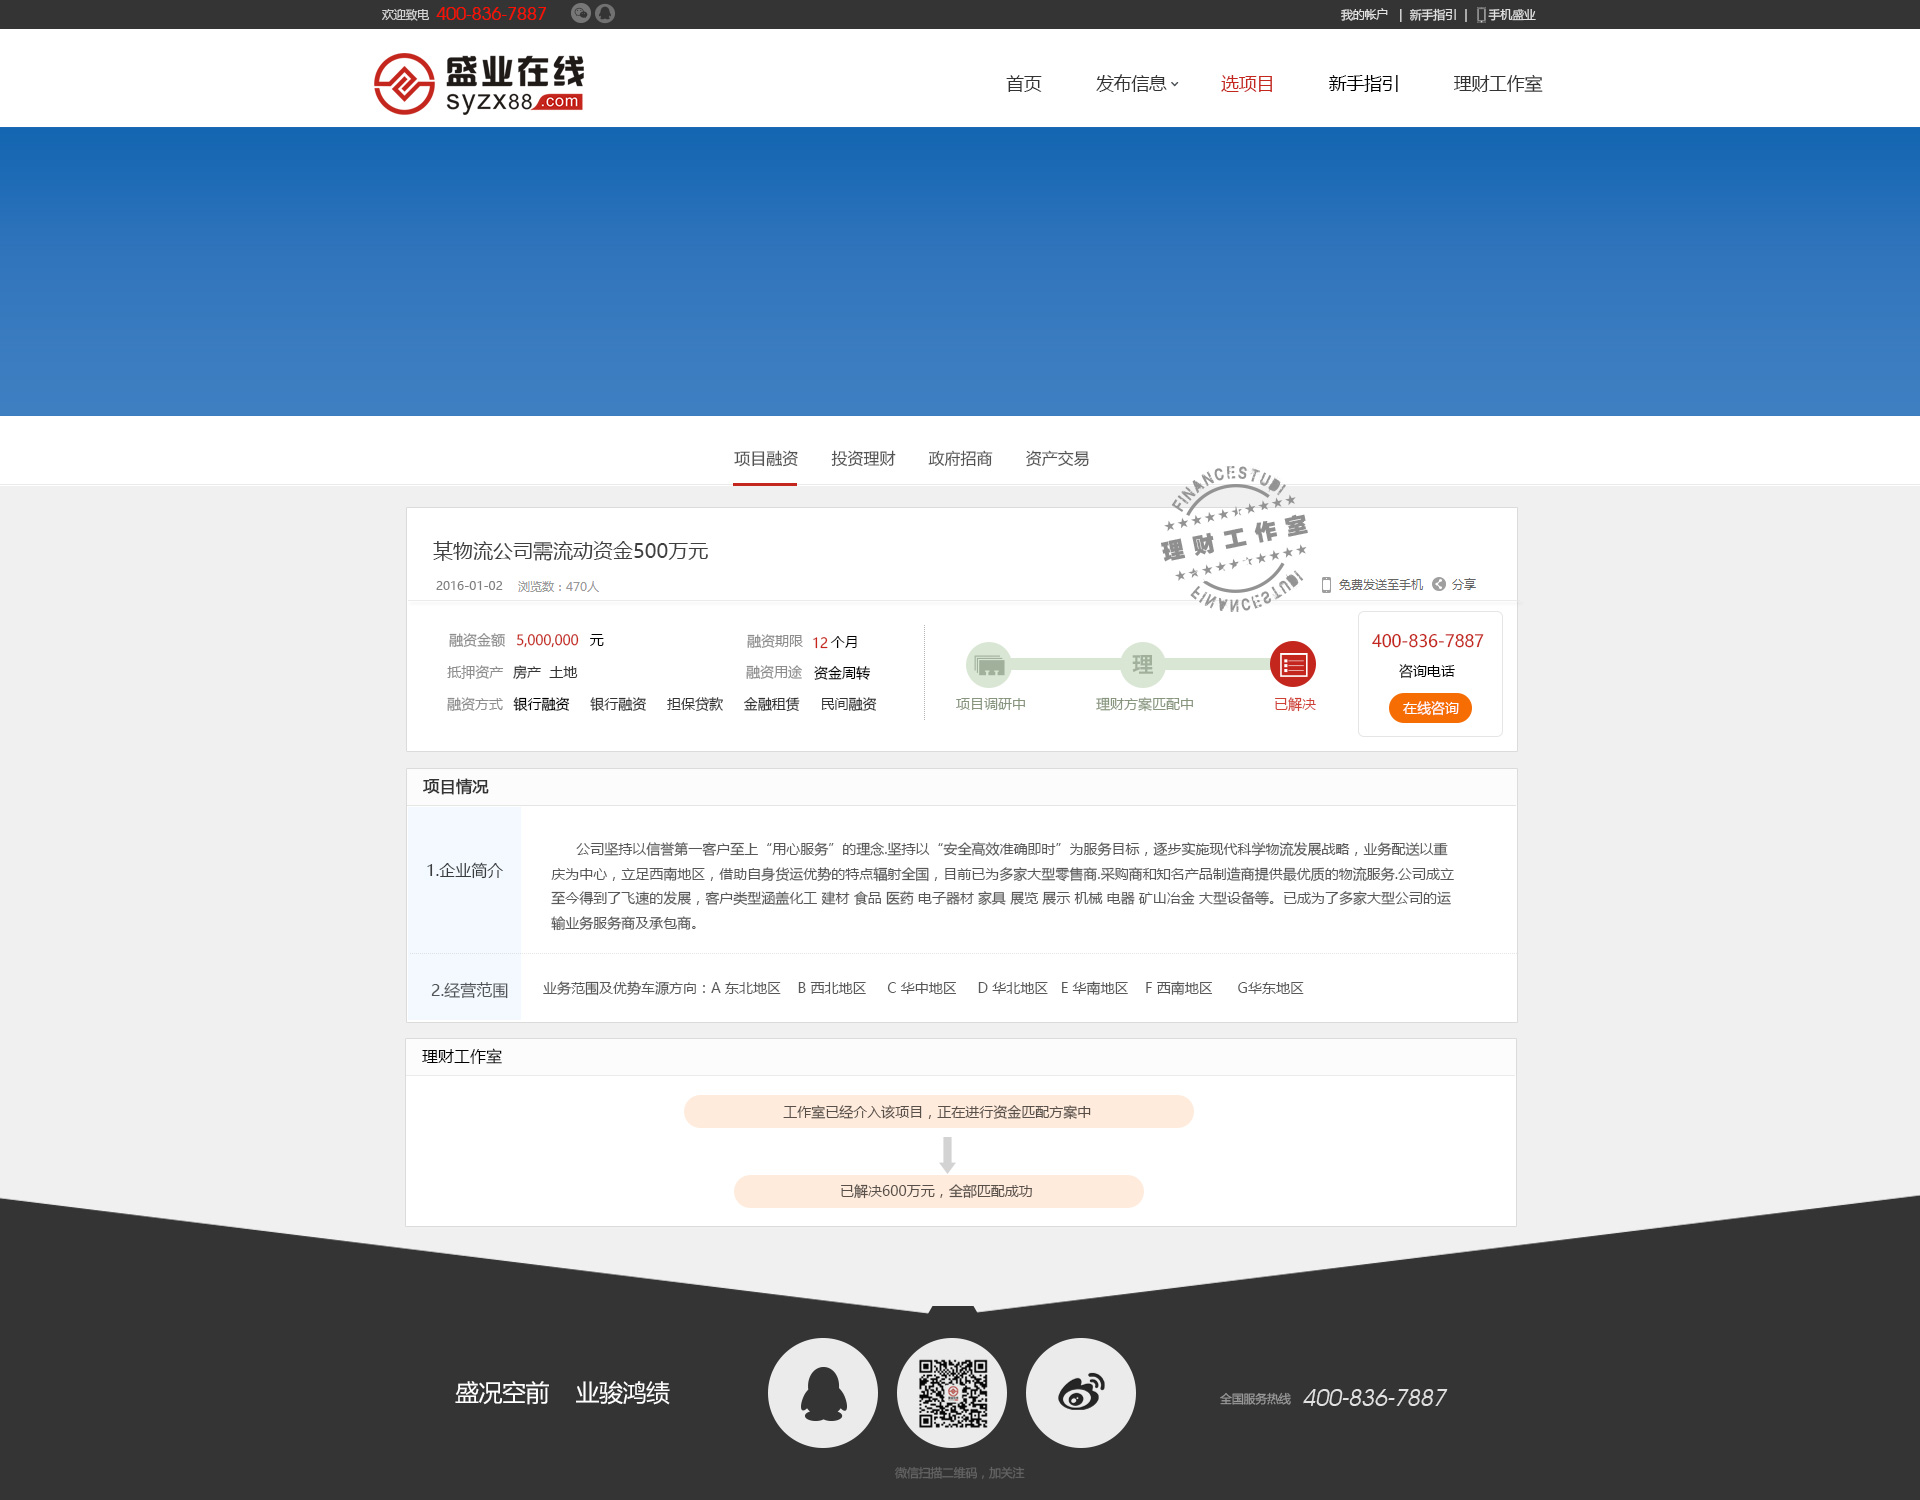 欢迎致电 400-836-7887
我的帐户 | 新手指引 | 手机盛业
盛业在线
syzx88.com
首页 发布信息 选项目 新手指引 理财工作室
项目融资 投资理财 政府招商 资产交易
FINANCESTUDI
理财工作室
FINANCESTUDI
某物流公司需流动资金500万元
2016-01-02 浏览数：470人
免费发送至手机 分享
融资金额 5,000,000 元 融资期限 12 个月
抵押资产 房产 土地 融资用途 资金周转
融资方式 银行融资 银行融资 担保贷款 金融租赁 民间融资
理
项目调研中 理财方案匹配中 已解决
400-836-7887
咨询电话
在线咨询
项目情况
1.企业简介
公司坚持以信誉第一客户至上“用心服务”的理念.坚持以“安全高效准确即时”为服务目标，逐步实施现代科学物流发展战略，业务配送以重
庆为中心，立足西南地区，借助自身货运优势的特点辐射全国，目前已为多家大型零售商.采购商和知名产品制造商提供最优质的物流服务.公司成立
至今得到了飞速的发展，客户类型涵盖化工 建材 食品 医药 电子器材 家具 展览 展示 机械 电器 矿山冶金 大型设备等。已成为了多家大型公司的运
输业务服务商及承包商。
2.经营范围
业务范围及优势车源方向：A 东北地区 B 西北地区 C 华中地区 D 华北地区 E 华南地区 F 西南地区 G华东地区
理财工作室
工作室已经介入该项目，正在进行资金匹配方案中
已解决600万元，全部匹配成功
盛况空前 业骏鸿绩
全国服务热线 400-836-7887
微信扫描二维码，加关注